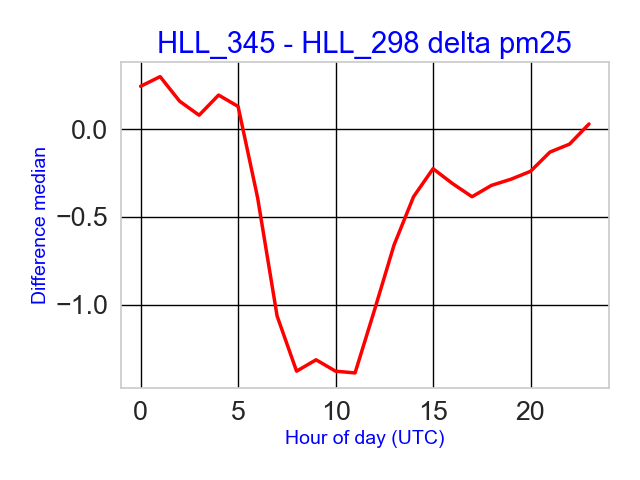 HLL_345 - HLL_298 delta pm25
Difference median
0.0
−0.5
−1.0
0 5 10 15 20
Hour of day (UTC)